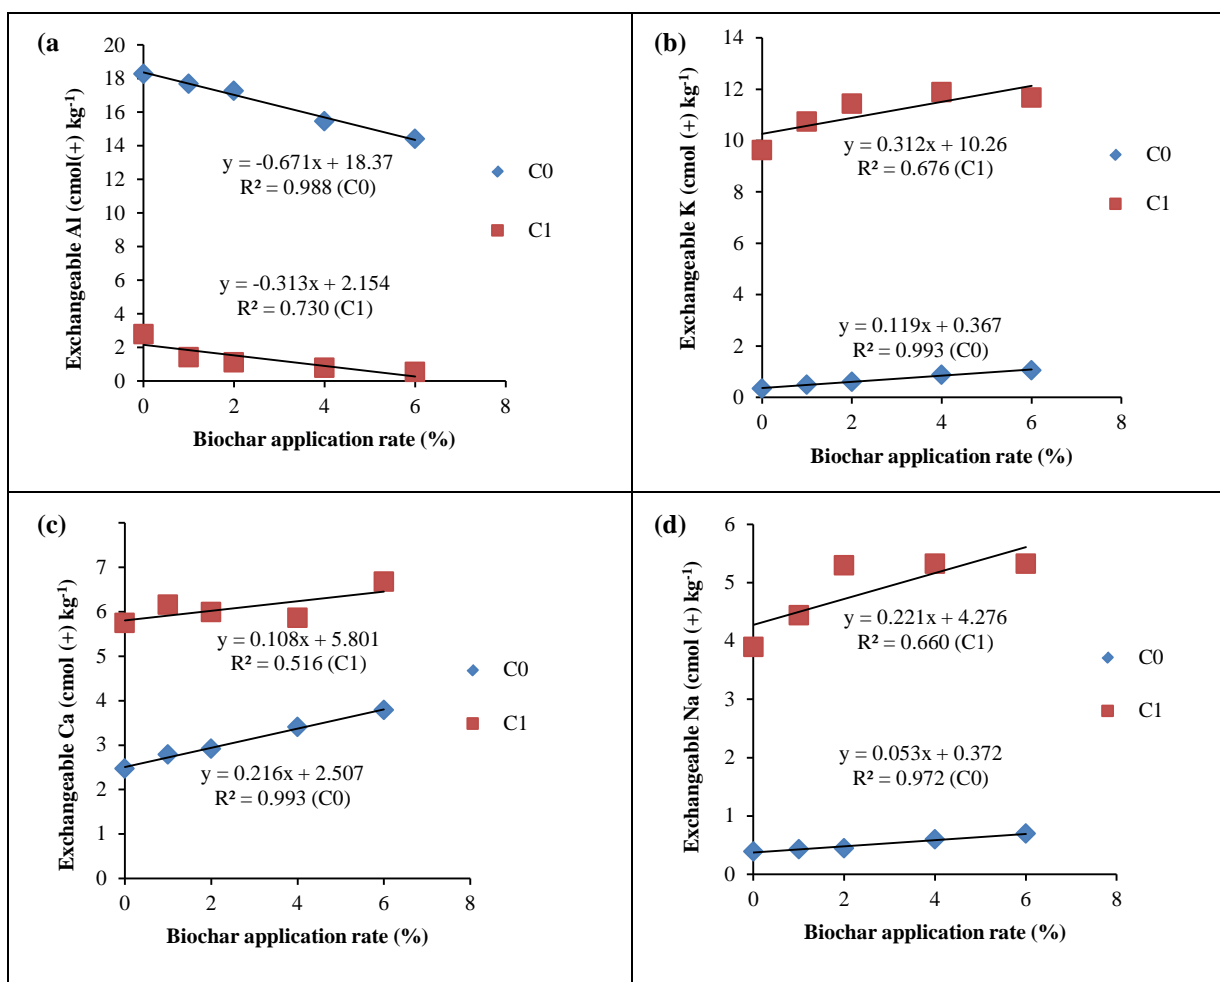 (a
Exchangeable Al (cmol(+) kg-1)
20
18
16
14
12
10
8
6
4
2
0
y = -0.671x + 18.37
R² = 0.988 (C0)
y = -0.313x + 2.154
R² = 0.730 (C1)
C0
C1
0 2 4 6 8
Biochar application rate (%)
(b)
Exchangeable K (cmol (+) kg-1)
14
12
10
8
6
4
2
0
y = 0.312x + 10.26
R² = 0.676 (C1)
y = 0.119x + 0.367
R² = 0.993 (C0)
C0
C1
0 2 4 6 8
Biochar application rate (%)
(c)
Exchangeable Ca (cmol (+) kg-1)
7
6
5
4
3
2
1
0
y = 0.108x + 5.801
R² = 0.516 (C1)
y = 0.216x + 2.507
R² = 0.993 (C0)
C0
C1
0 2 4 6 8
Biochar application rate (%)
(d)
Exchangeable Na (cmol (+) kg-1)
6
5
4
3
2
1
0
y = 0.221x + 4.276
R² = 0.660 (C1)
y = 0.053x + 0.372
R² = 0.972 (C0)
C0
C1
0 2 4 6 8
Biochar application rate (%)